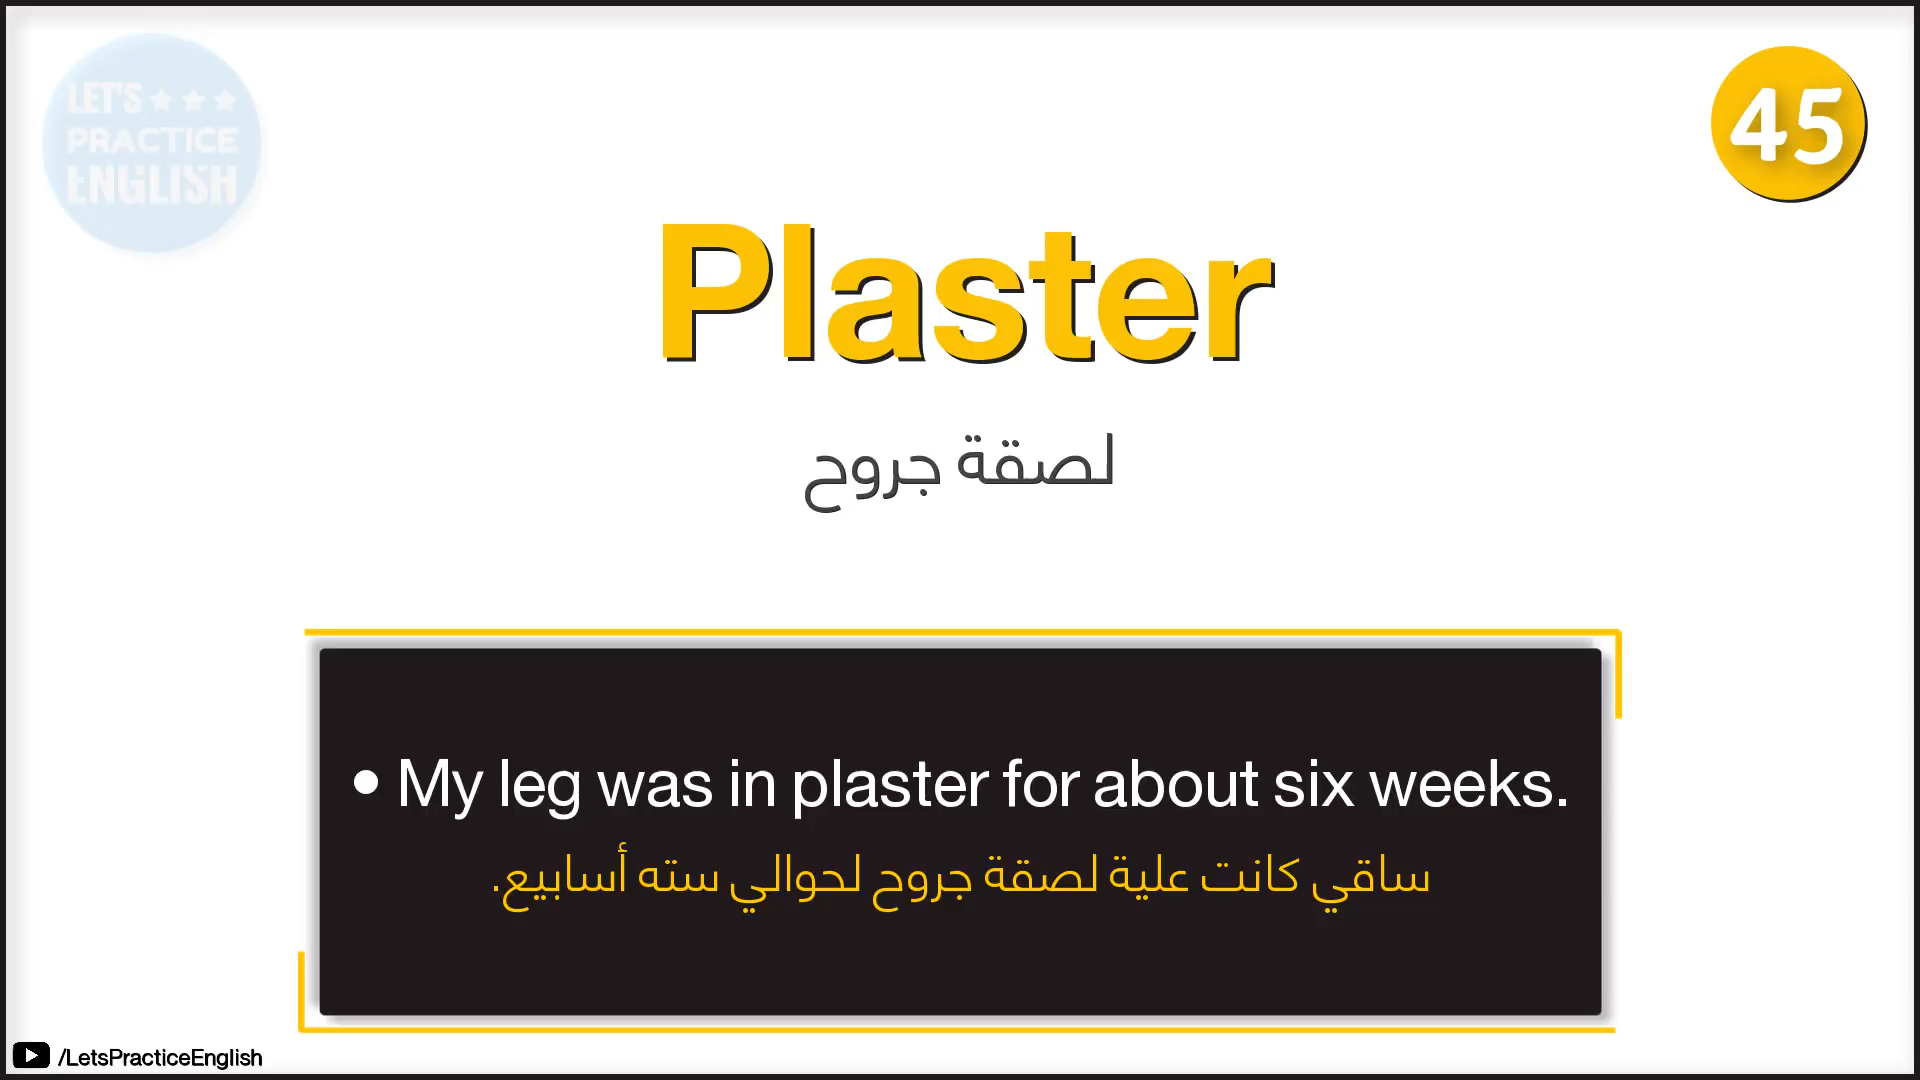 LET'S
PRACTICE
ENGLISH
45
Plaster
لصقة جروح
• My leg was in plaster for about six weeks.
ساقي كانت علية لصقة جروح لحوالي سته أسابيع.
/LetsPracticeEnglish